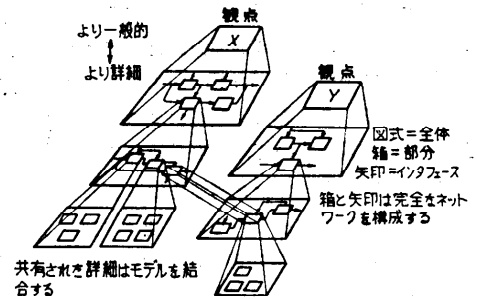 観点
より一般的
X
より詳細
観点
Y
図式=全体
箱=部分
矢印=インタフェース
箱と矢印は完全なネット
ワークを構成する
共有された詳細はモデルを結
合する